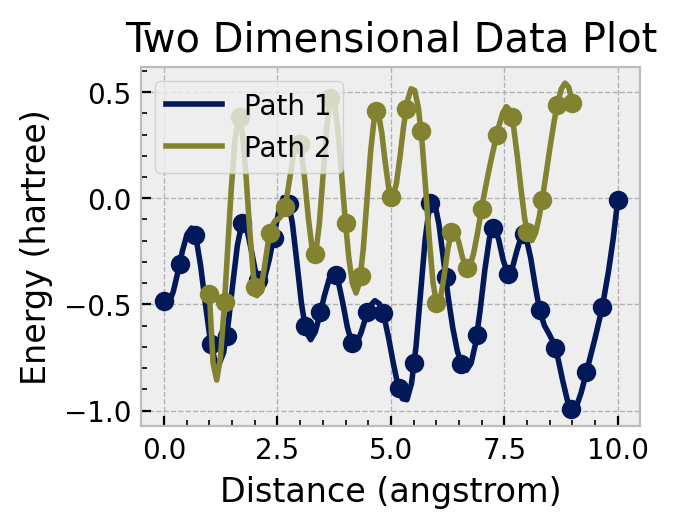 Two Dimensional Data Plot
Path 1
Path 2
0.5
0.0
−0.5
−1.0
Energy (hartree)
0.0 2.5 5.0 7.5 10.0
Distance (angstrom)